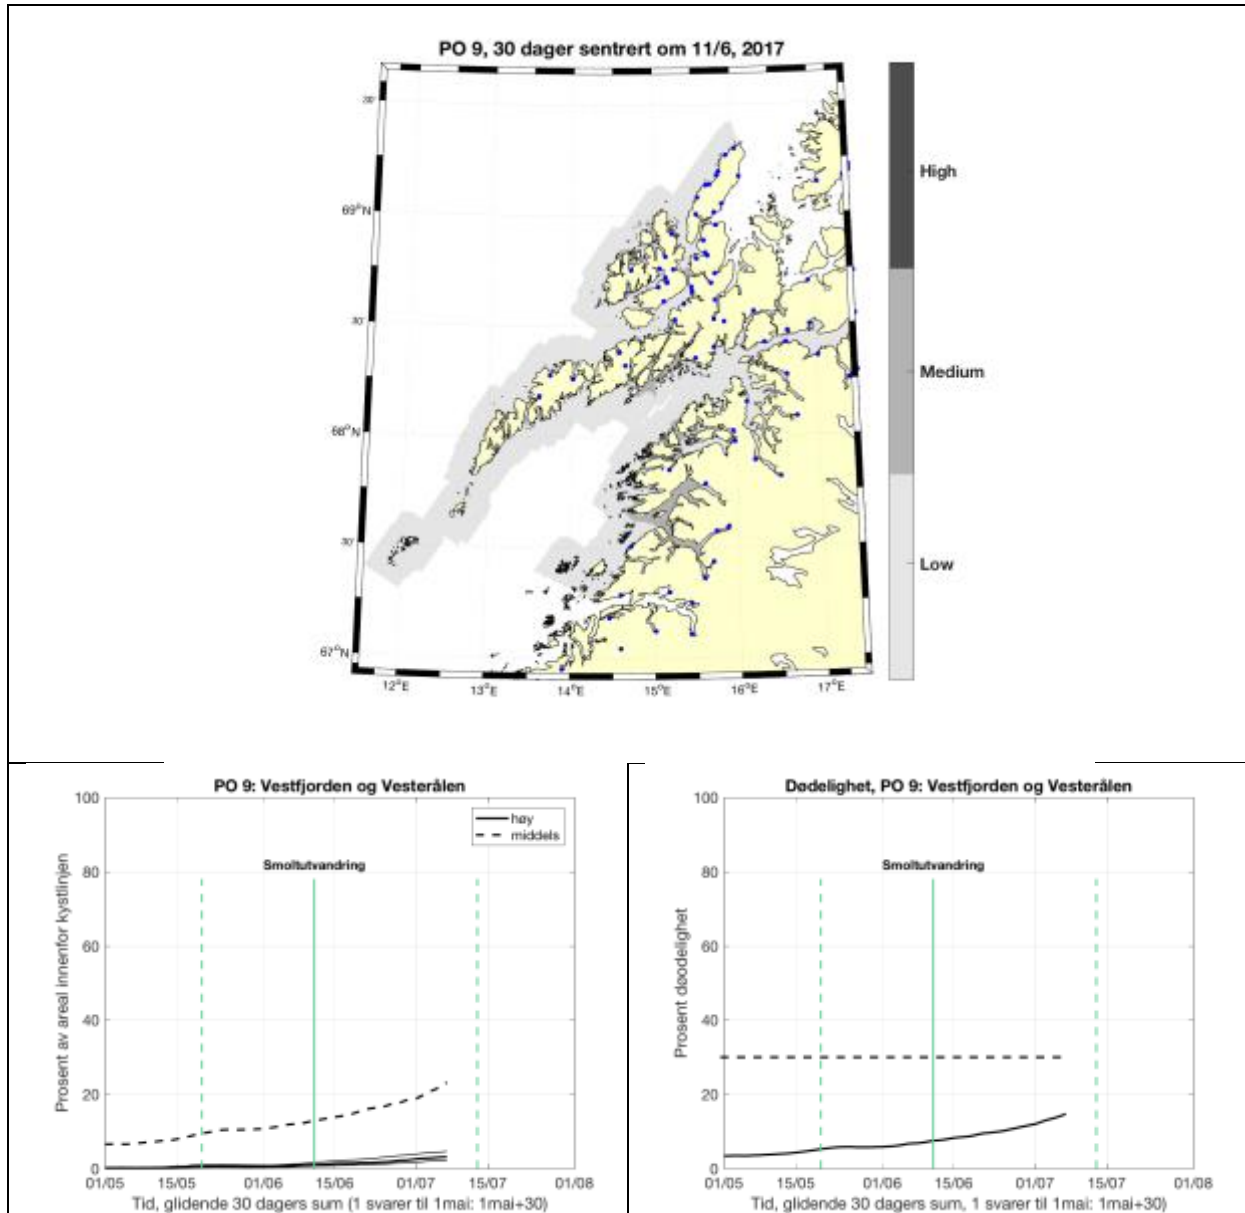 PO 9, 30 dager sentrert om 11/6, 2017
30'
69°N
30'
68°N
30'
67°N
12°E
13°E
14°E
15°E
16°E
17°E
High
Medium
Low
PO 9: Vestfjorden og Vesterålen
høy
middels
Smoltutvandring
Prosent av areal innenfor kystlinjen
100
80
60
40
20
0
01/05
15/05
01/06
15/06
01/07
15/07
01/08
Tid, glidende 30 dagers sum (1 svarer til 1mai: 1mai+30)
Dødelighet, PO 9: Vestfjorden og Vesterålen
Smoltutvandring
Prosent døodelighet
100
80
60
40
20
0
01/05
15/05
01/06
15/06
01/07
15/07
01/08
Tid, glidende 30 dagers sum, 1 svarer til 1mai: 1mai+30)